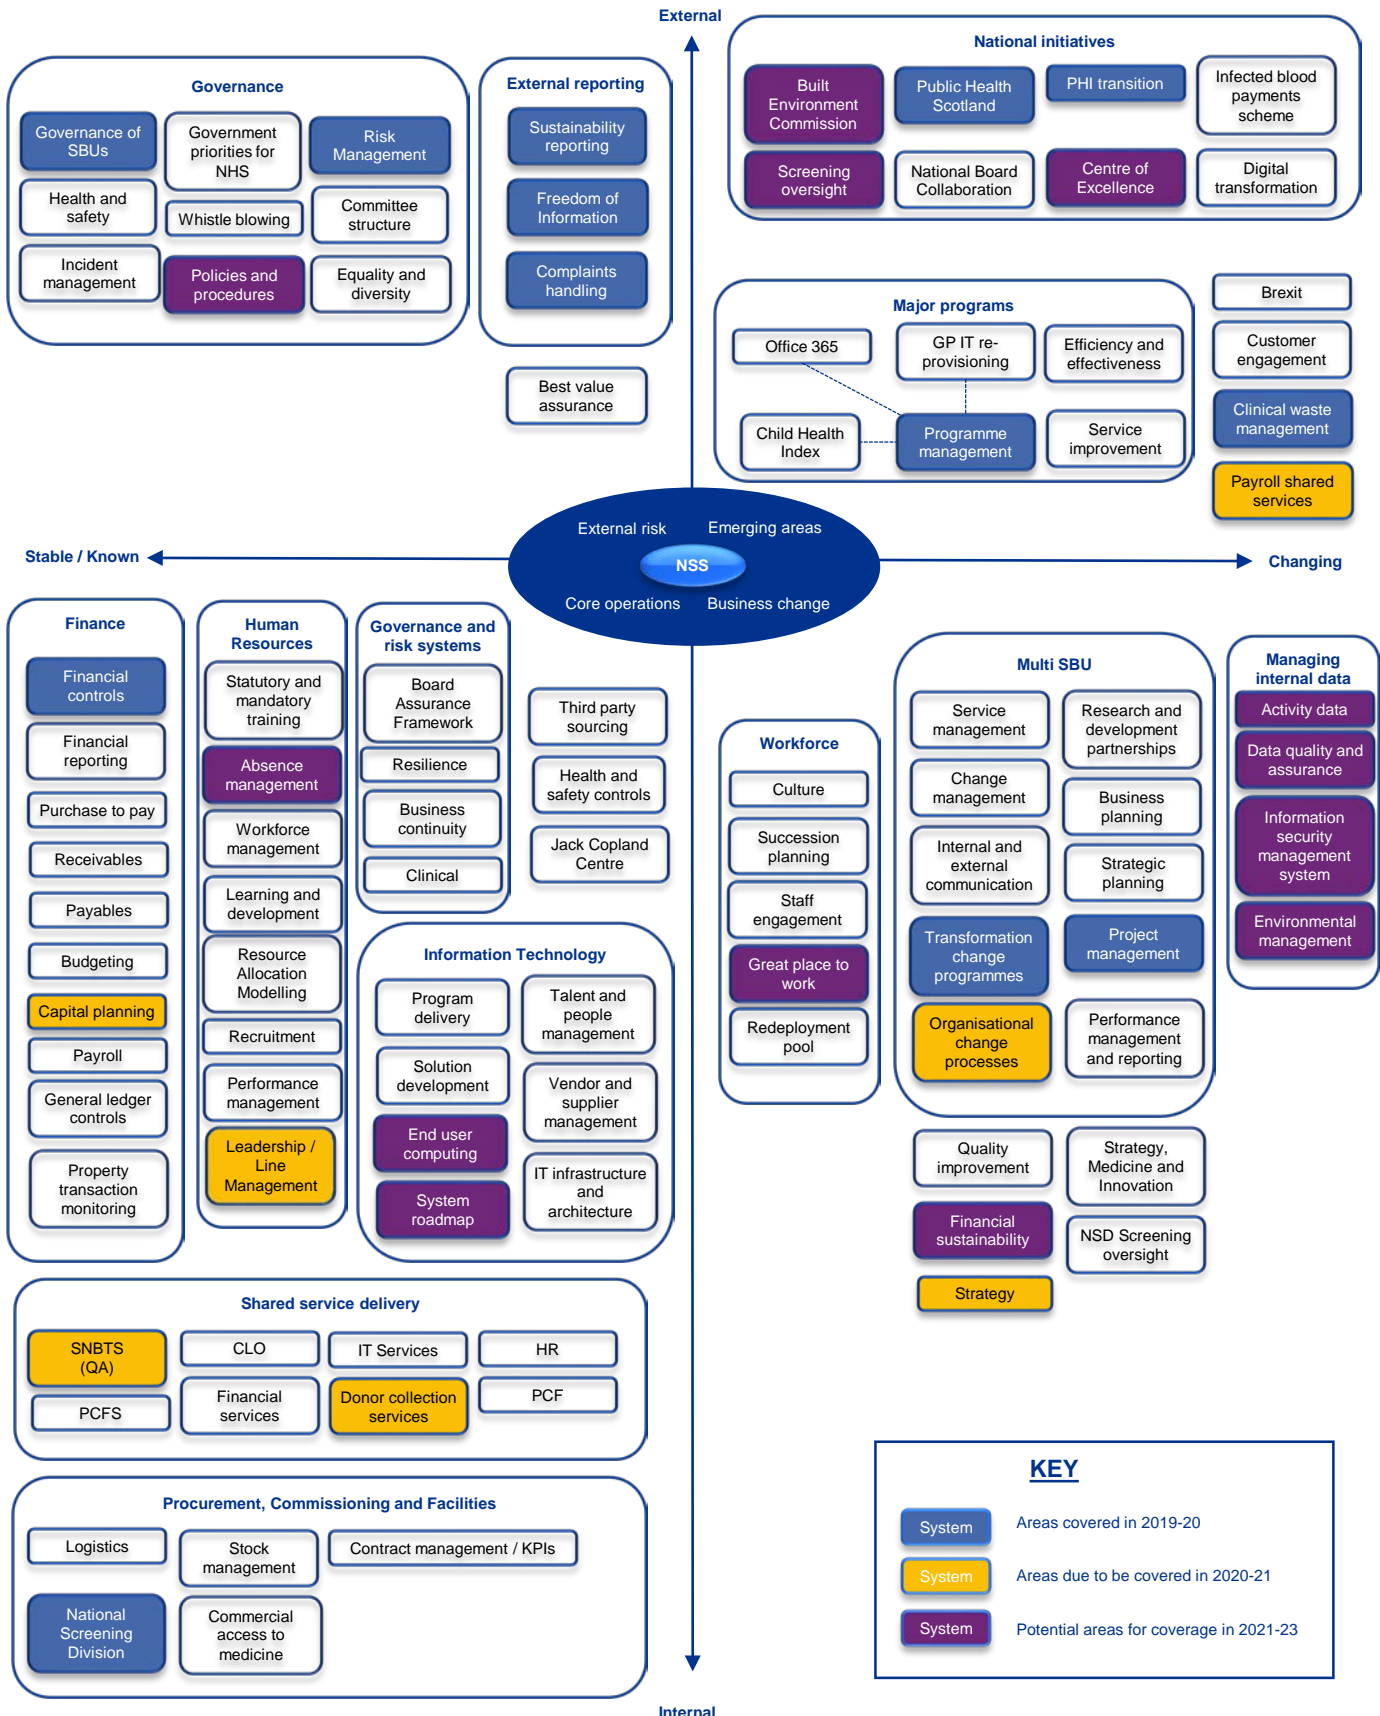 External
National initiatives
Built
Environment
Commission
Public Health
Scotland
PHI transition
Infected blood
payments
scheme
Screening
oversight
National Board
Collaboration
Centre of
Excellence
Digital
transformation
Governance
Governance of
SBUs
Government
priorities for
NHS
Risk
Management
Health and
safety
Whistle blowing
Committee
structure
Incident
management
Policies and
procedures
Equality and
diversity
External reporting
Sustainability
reporting
Freedom of
Information
Complaints
handling
Best value
assurance
Major programs
Office 365
GP IT re-
provisioning
Efficiency and
effectiveness
Child Health
Index
Programme
management
Service
improvement
Brexit
Customer
engagement
Clinical waste
management
Payroll shared
services
External risk
Emerging areas
NSS
Core operations
Business change
Stable / Known
Changing
Finance
Financial
controls
Financial
reporting
Purchase to pay
Receivables
Payables
Budgeting
Capital planning
Payroll
General ledger
controls
Property
transaction
monitoring
Human
Resources
Statutory and
mandatory
training
Absence
management
Workforce
management
Learning and
development
Resource
Allocation
Modelling
Recruitment
Performance
management
Leadership /
Line
Management
Governance and
risk systems
Board
Assurance
Framework
Resilience
Business
continuity
Clinical
Third party
sourcing
Health and
safety controls
Jack Copland
Centre
Information Technology
Program
delivery
Talent and
people
management
Solution
development
Vendor and
supplier
management
End user
computing
System
roadmap
IT infrastructure
and
architecture
Workforce
Culture
Succession
planning
Staff
engagement
Great place to
work
Redeployment
pool
Multi SBU
Service
management
Research and
development
partnerships
Change
management
Business
planning
Internal and
external
communication
Strategic
planning
Transformation
change
programmes
Project
management
Organisational
change
processes
Performance
management
and reporting
Managing
internal data
Activity data
Data quality and
assurance
Information
security
management
system
Environmental
management
Quality
improvement
Strategy,
Medicine and
Innovation
Financial
sustainability
NSD Screening
oversight
Strategy
Shared service delivery
SNBTS
(QA)
CLO
IT Services
HR
PCFS
Financial
services
Donor collection
services
PCF
Procurement, Commissioning and Facilities
Logistics
Stock
management
Contract management / KPIs
National
Screening
Division
Commercial
access to
medicine
KEY
System
Areas covered in 2019-20
System
Areas due to be covered in 2020-21
System
Potential areas for coverage in 2021-23
Internal